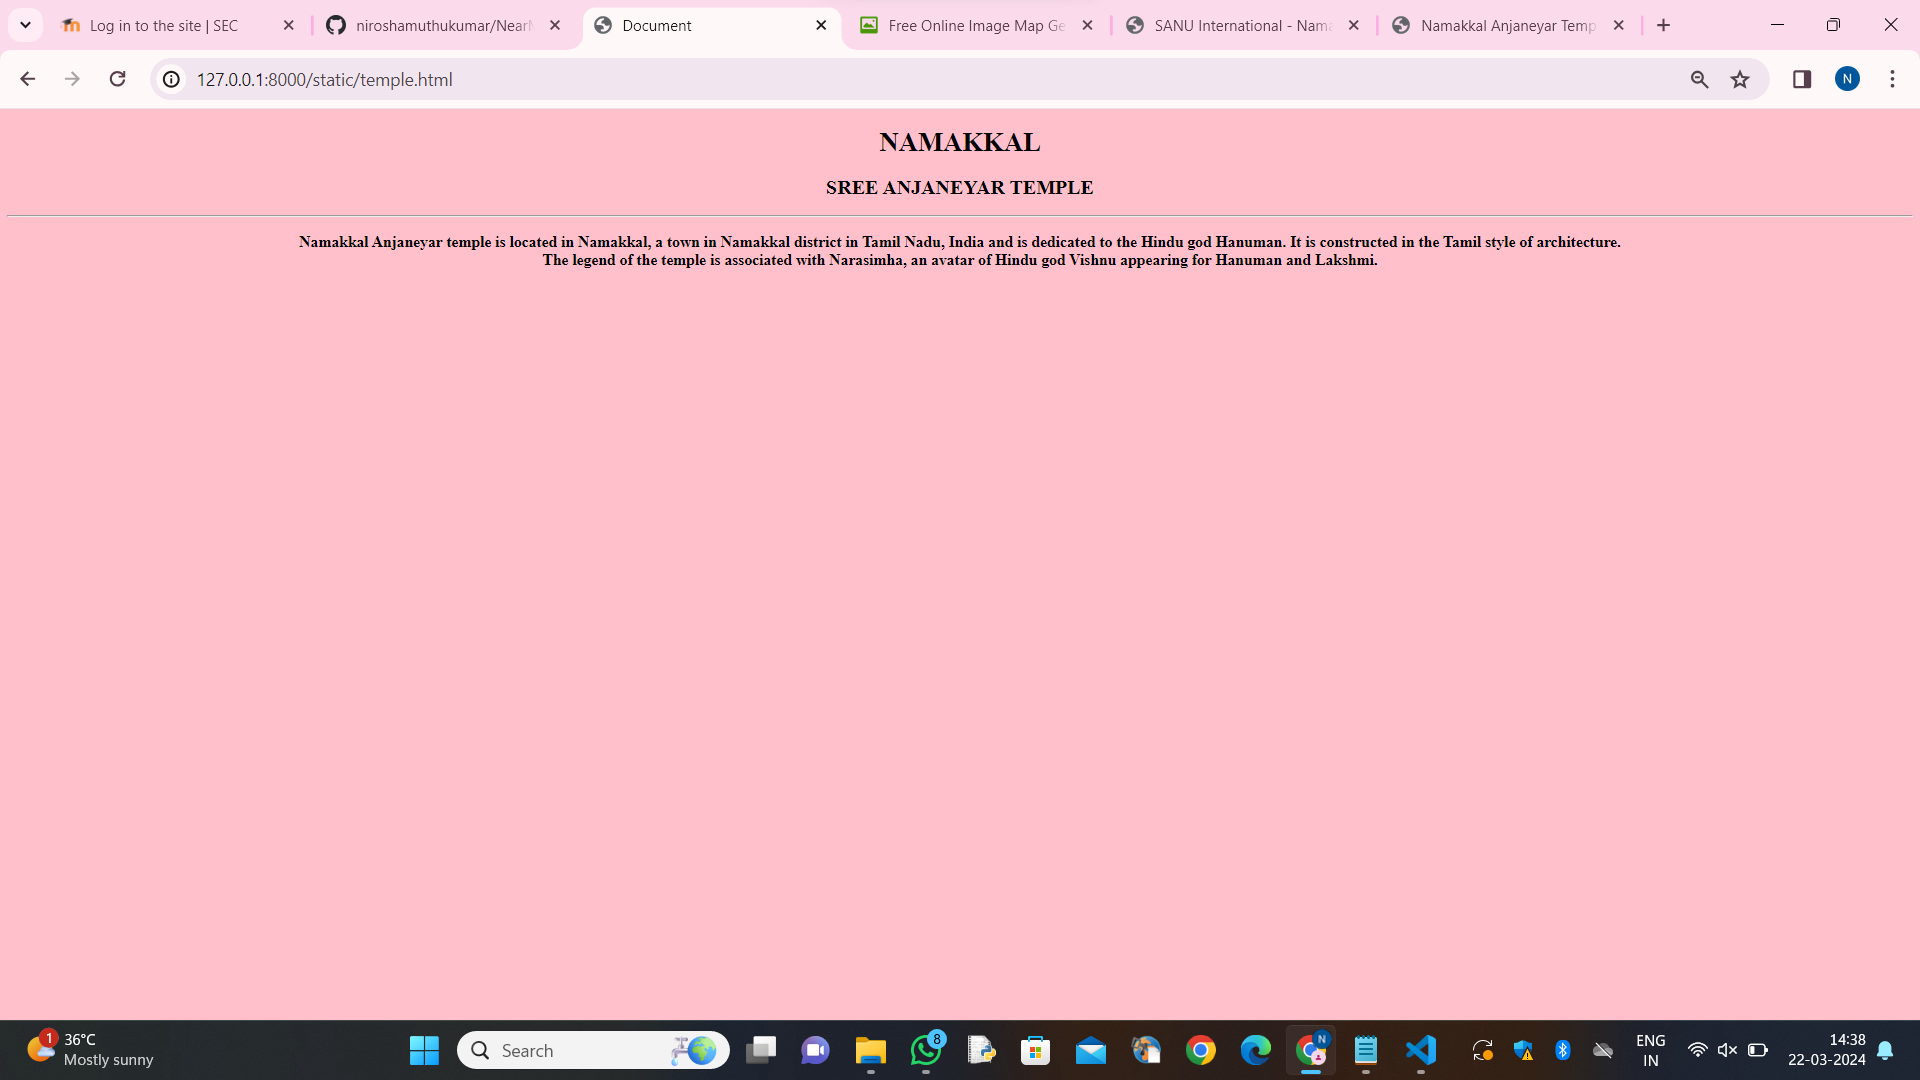 Log in to the site | SEC
niroshamuthukumar/Near
Document
Free Online Image Map Ge
SANU International - Nama
Namakkal Anjaneyar Temp
127.0.0.1:8000/static/temple.html
N
NAMAKKAL
SREE ANJANEYAR TEMPLE
Namakkal Anjaneyar temple is located in Namakkal, a town in Namakkal district in Tamil Nadu, India and is dedicated to the Hindu god Hanuman. It is constructed in the Tamil style of architecture.
The legend of the temple is associated with Narasimha, an avatar of Hindu god Vishnu appearing for Hanuman and Lakshmi.
1
36°C
Mostly sunny
Search
8
N
ENG
IN
14:38
22-03-2024